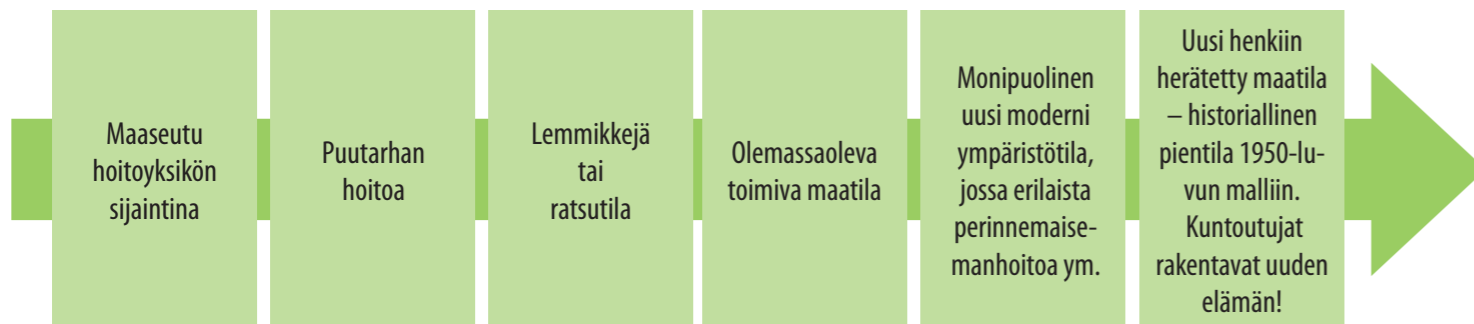 Maaseutu
hoitoyksikön
sijaintina
Puutarhan
hoitoa
Lemmikkejä
tai
ratsutila
Olemassaoleva
toimiva maatila
Monipuolinen
uusi moderni
ympäristötila,
jossa erilaista
perinnemaise-
manhoitoa ym.
Uusi henkiin
herätetty maatila
– historiallinen
pientila 1950-lu-
vun malliin.
Kuntoutujat
rakentavat uuden
elämän!